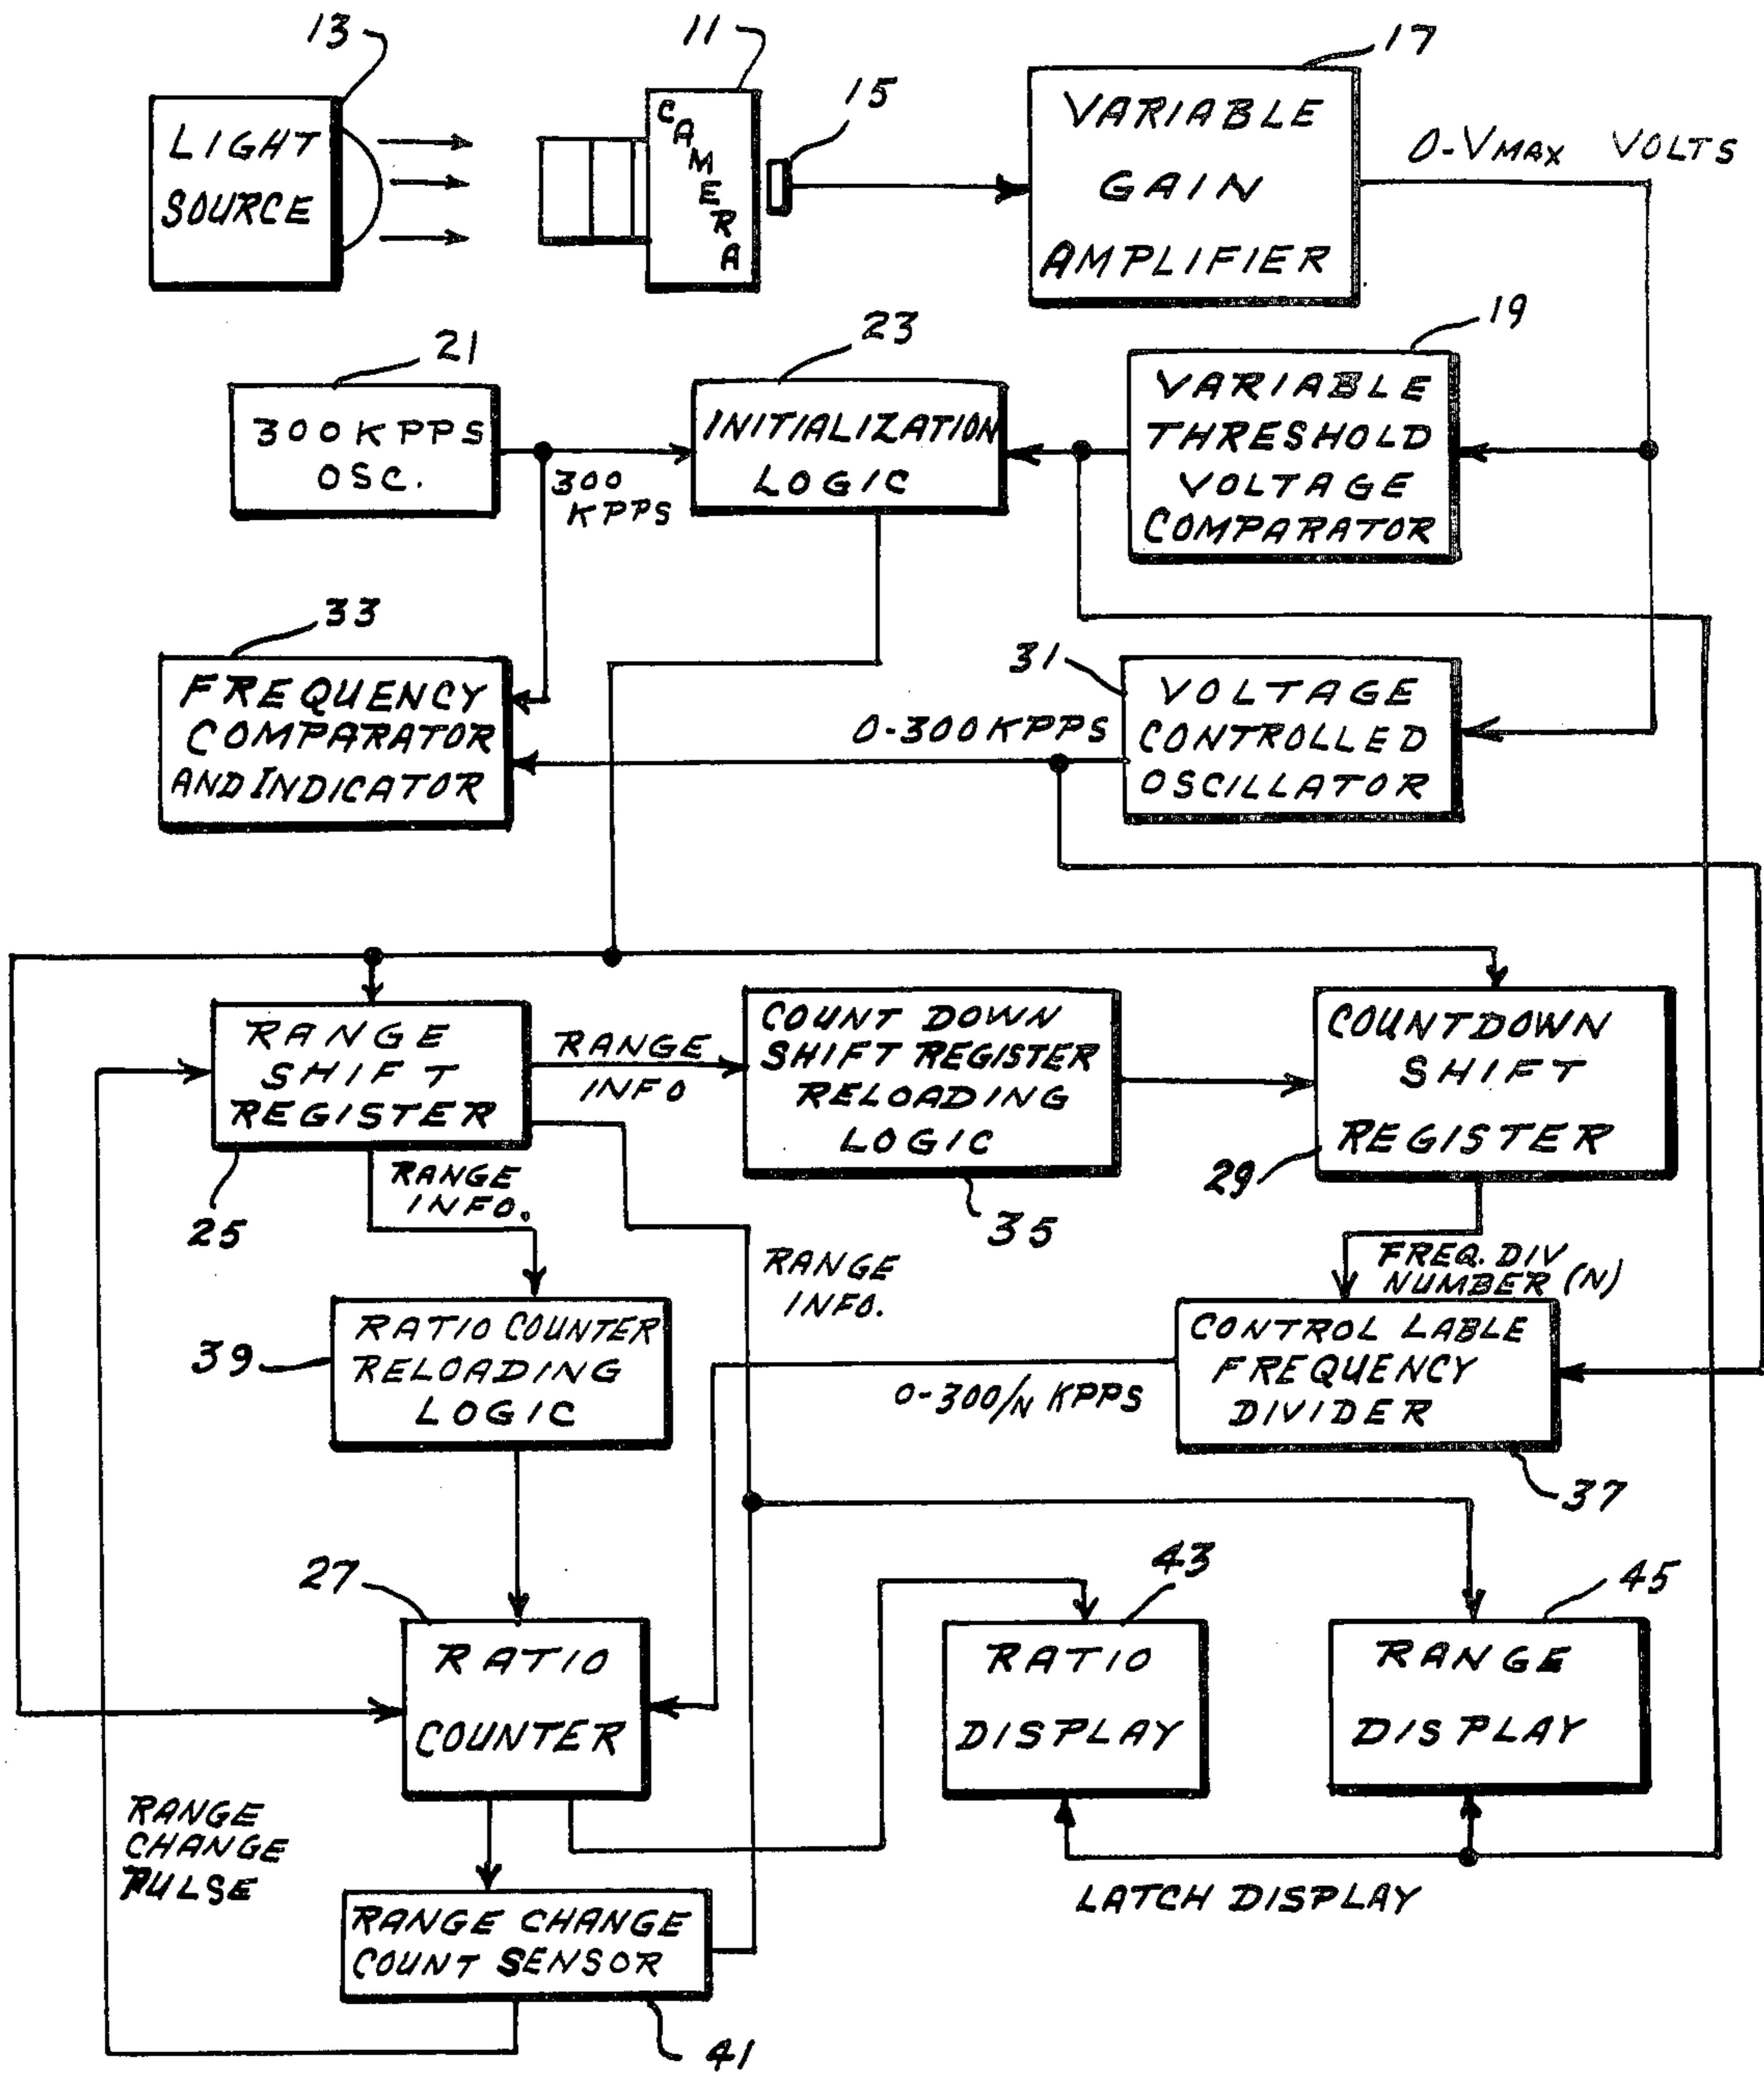 13
11
15
17
LIGHT
SOURCE
CAMERA
VARIABLE
GAIN
AMPLIFIER
0-VMAX VOLTS
21
23
19
300KPPS
OSC.
300
KPPS
INITIALIZATION
LOGIC
VARIABLE
THRESHOLD
VOLTAGE
COMPARATOR
33
31
FREQUENCY
COMPARATOR
AND INDICATOR
0-300KPPS
VOLTAGE
CONTROLLED
OSCILLATOR
RANGE
SHIFT
REGISTER
RANGE
INFO
COUNT DOWN
SHIFT REGISTER
RELOADING
LOGIC
COUNTDOWN
SHIFT
REGISTER
25
RANGE
INFO.
35
29
RANGE
INFO.
FREQ. DIV
NUMBER (N)
39
RATIO COUNTER
RELOADING
LOGIC
0-300/N KPPS
CONTROL LABLE
FREQUENCY
DIVIDER
37
27
43
45
RATIO
COUNTER
RATIO
DISPLAY
RANGE
DISPLAY
RANGE
CHANGE
PULSE
LATCH DISPLAY
RANGE CHANGE
COUNT SENSOR
41